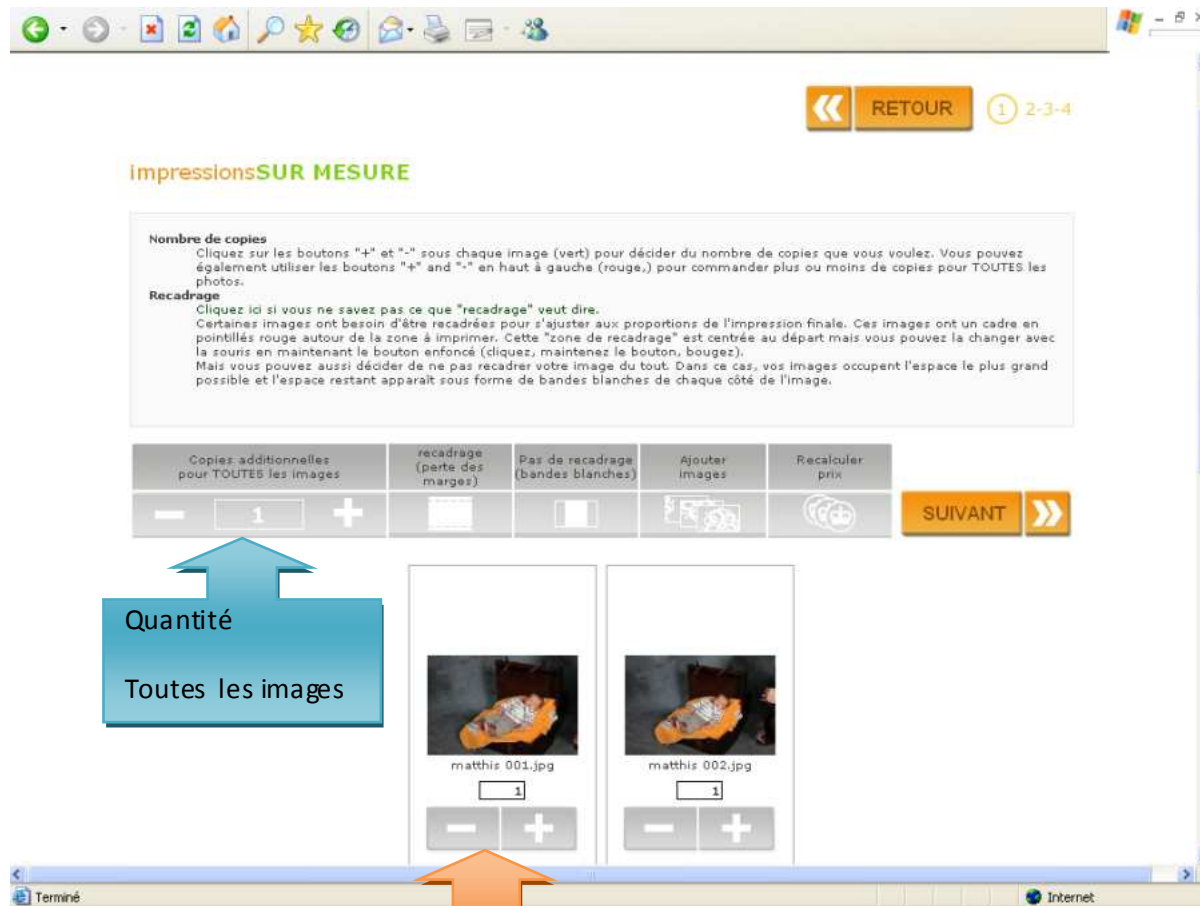 RETOUR
1 2-3-4
impressionsSUR MESURE
Nombre de copies
Cliquez sur les boutons "+" et "-" sous chaque image (vert) pour décider du nombre de copies que vous voulez. Vous pouvez
également utiliser les boutons "+" and "-" en haut à gauche (rouge,) pour commander plus ou moins de copies pour TOUTES les
photos.
Recadrage
Cliquez ici si vous ne savez pas ce que "recadrage" veut dire.
Certaines images ont besoin d'être recadrées pour s'ajuster aux proportions de l'impression finale. Ces images ont un cadre en
pointillés rouge autour de la zone à imprimer. Cette "zone de recadrage" est centrée au départ mais vous pouvez la changer avec
la souris en maintenant le bouton enfoncé (cliquez, maintenez le bouton, bougez).
Mais vous pouvez aussi décider de ne pas recadrer votre image du tout. Dans ce cas, vos images occupent l'espace le plus grand
possible et l'espace restant apparaît sous forme de bandes blanches de chaque côté de l'image.
Copies additionnelles
pour TOUTES les images
recadrage
(perte des
marges)
Pas de recadrage
(bandes blanches)
Ajouter
images
Recalculer
prix
1
SUIVANT
Quantité
Toutes les images
matthis 001.jpg
matthis 002.jpg
1
1
Terminé
Internet